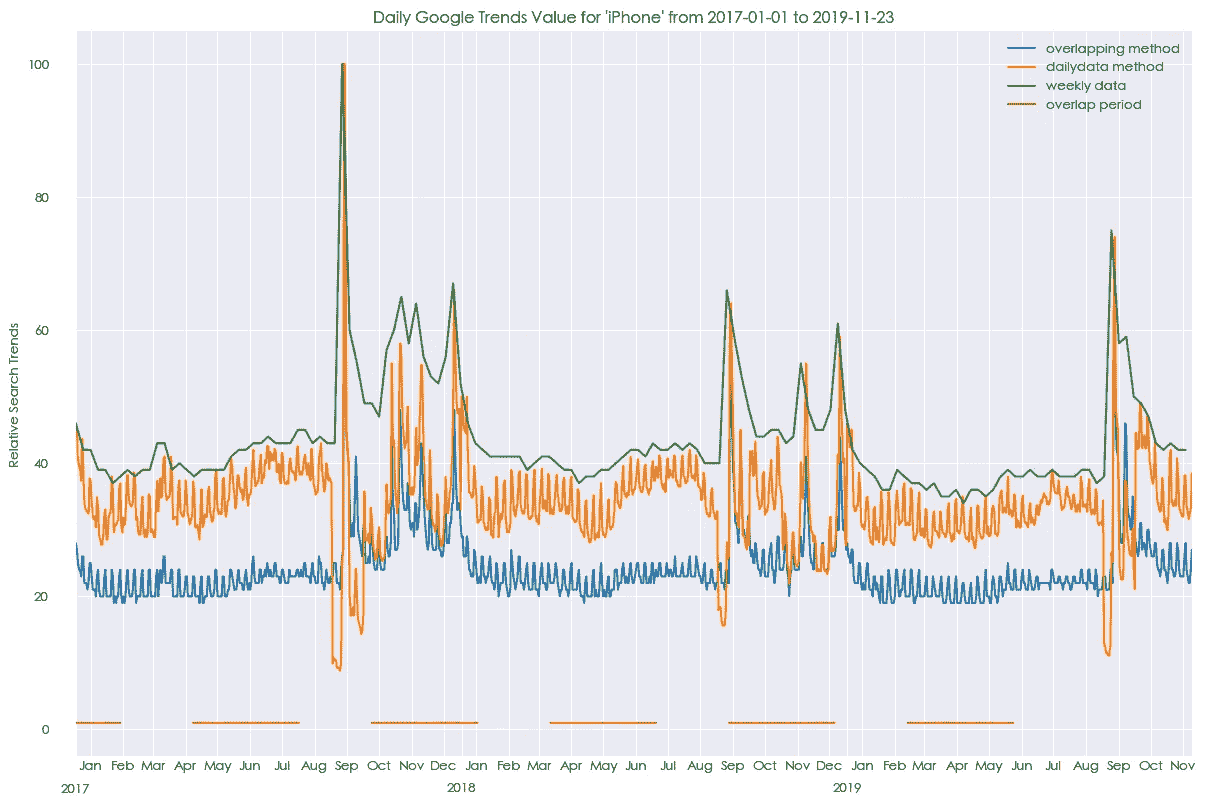 Daily Google Trends Value for 'iPhone' from 2017-01-01 to 2019-11-23
overlapping method
dailydata method
weekly data
overlap period
Relative Search Trends
100
80
60
40
20
0
Jan Feb Mar Apr May Jun Jul Aug Sep Oct Nov Dec Jan Feb Mar Apr May Jun Jul Aug Sep Oct Nov Dec Jan Feb Mar Apr May Jun Jul Aug Sep Oct Nov
2017 2018 2019